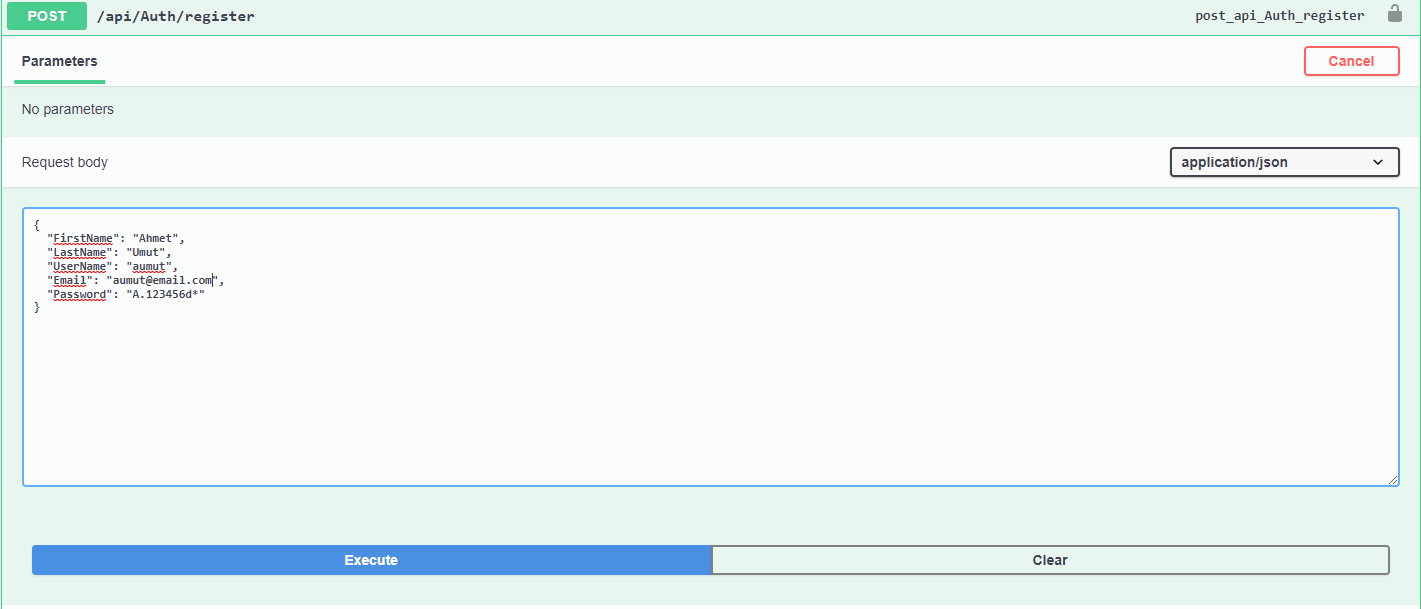 POST /api/Auth/register post_api_Auth_register
Parameters Cancel
No parameters
Request body application/json
{
"FirstName": "Ahmet",
"LastName": "Umut",
"UserName": "aumut",
"Email": "aumut@email.com",
"Password": "A.123456d*"
}
Execute Clear